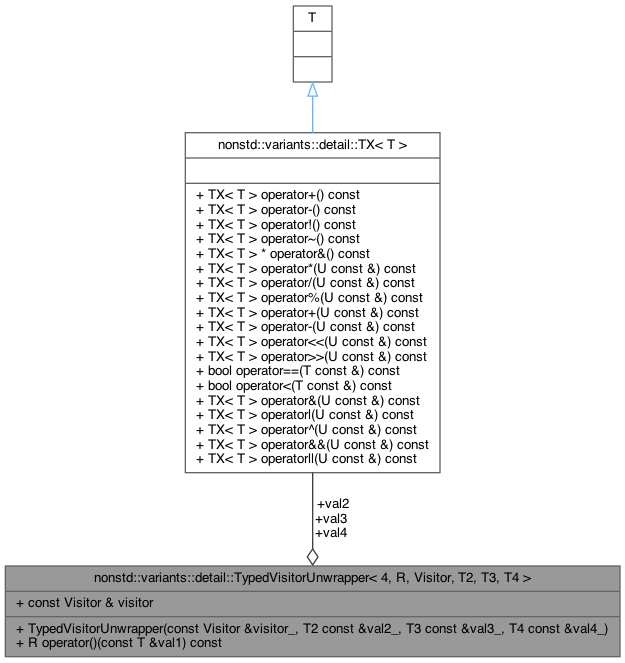 T
nonstd::variants::detail::TX< T >
+ TX< T > operator+() const
+ TX< T > operator-() const
+ TX< T > operator!() const
+ TX< T > operator~() const
+ TX< T > * operator&() const
+ TX< T > operator*(U const &) const
+ TX< T > operator/(U const &) const
+ TX< T > operator%(U const &) const
+ TX< T > operator+(U const &) const
+ TX< T > operator-(U const &) const
+ TX< T > operator<<(U const &) const
+ TX< T > operator>>(U const &) const
+ bool operator==(T const &) const
+ bool operator<(T const &) const
+ TX< T > operator&(U const &) const
+ TX< T > operator|(U const &) const
+ TX< T > operator^(U const &) const
+ TX< T > operator&&(U const &) const
+ TX< T > operator||(U const &) const
+val2
+val3
+val4
nonstd::variants::detail::TypedVisitorUnwrapper< 4, R, Visitor, T2, T3, T4 >
+ const Visitor & visitor
+ TypedVisitorUnwrapper(const Visitor &visitor_, T2 const &val2_, T3 const &val3_, T4 const &val4_)
+ R operator()(const T &val1) const